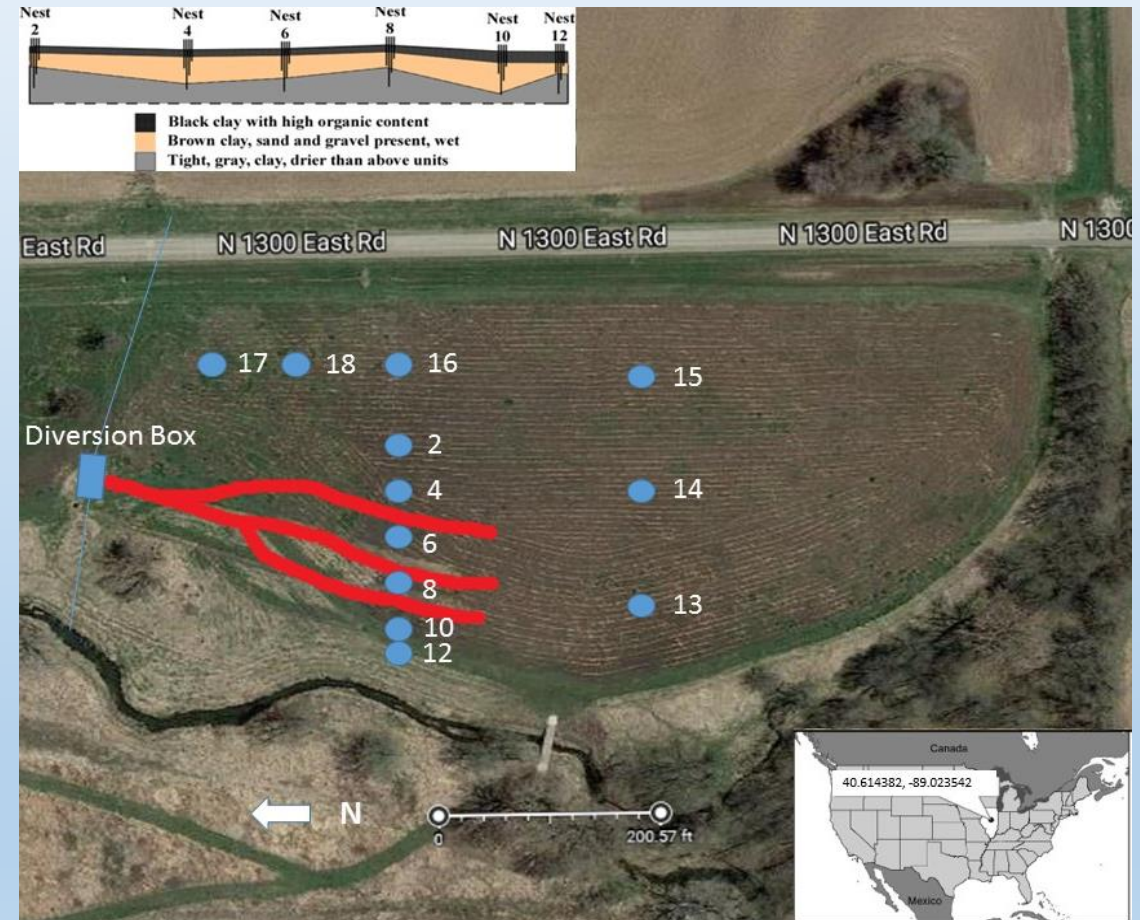 Nest Nest Nest Nest Nest Nest
2 4 6 8 10 12
Black clay with high organic content
Brown clay, sand and gravel present, wet
Tight, gray, clay, drier than above units
East Rd N 1300 East Rd N 1300 East Rd N 1300 East Rd N 1300
17 18 16 15
Diversion Box
2
4 14
6
8
13
10
12
N
0 200.57 ft
Canada
40.614382, -89.023542
Mexico